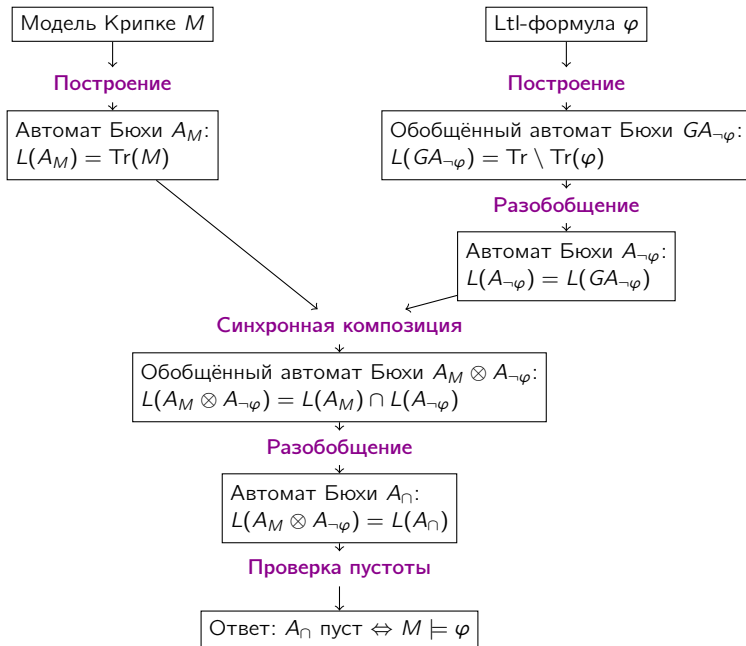 Модель Крипке M
Ltl-формула φ
Построение
Построение
Автомат Бюхи A_M:
L(A_M) = Tr(M)
Обобщённый автомат Бюхи GA_¬φ:
L(GA_¬φ) = Tr \ Tr(φ)
Разобобщение
Автомат Бюхи A_¬φ:
L(A_¬φ) = L(GA_¬φ)
Синхронная композиция
Обобщённый автомат Бюхи A_M ⊗ A_¬φ:
L(A_M ⊗ A_¬φ) = L(A_M) ∩ L(A_¬φ)
Разобобщение
Автомат Бюхи A_∩:
L(A_M ⊗ A_¬φ) = L(A_∩)
Проверка пустоты
Ответ: A_∩ пуст ⇔ M ⊨ φ